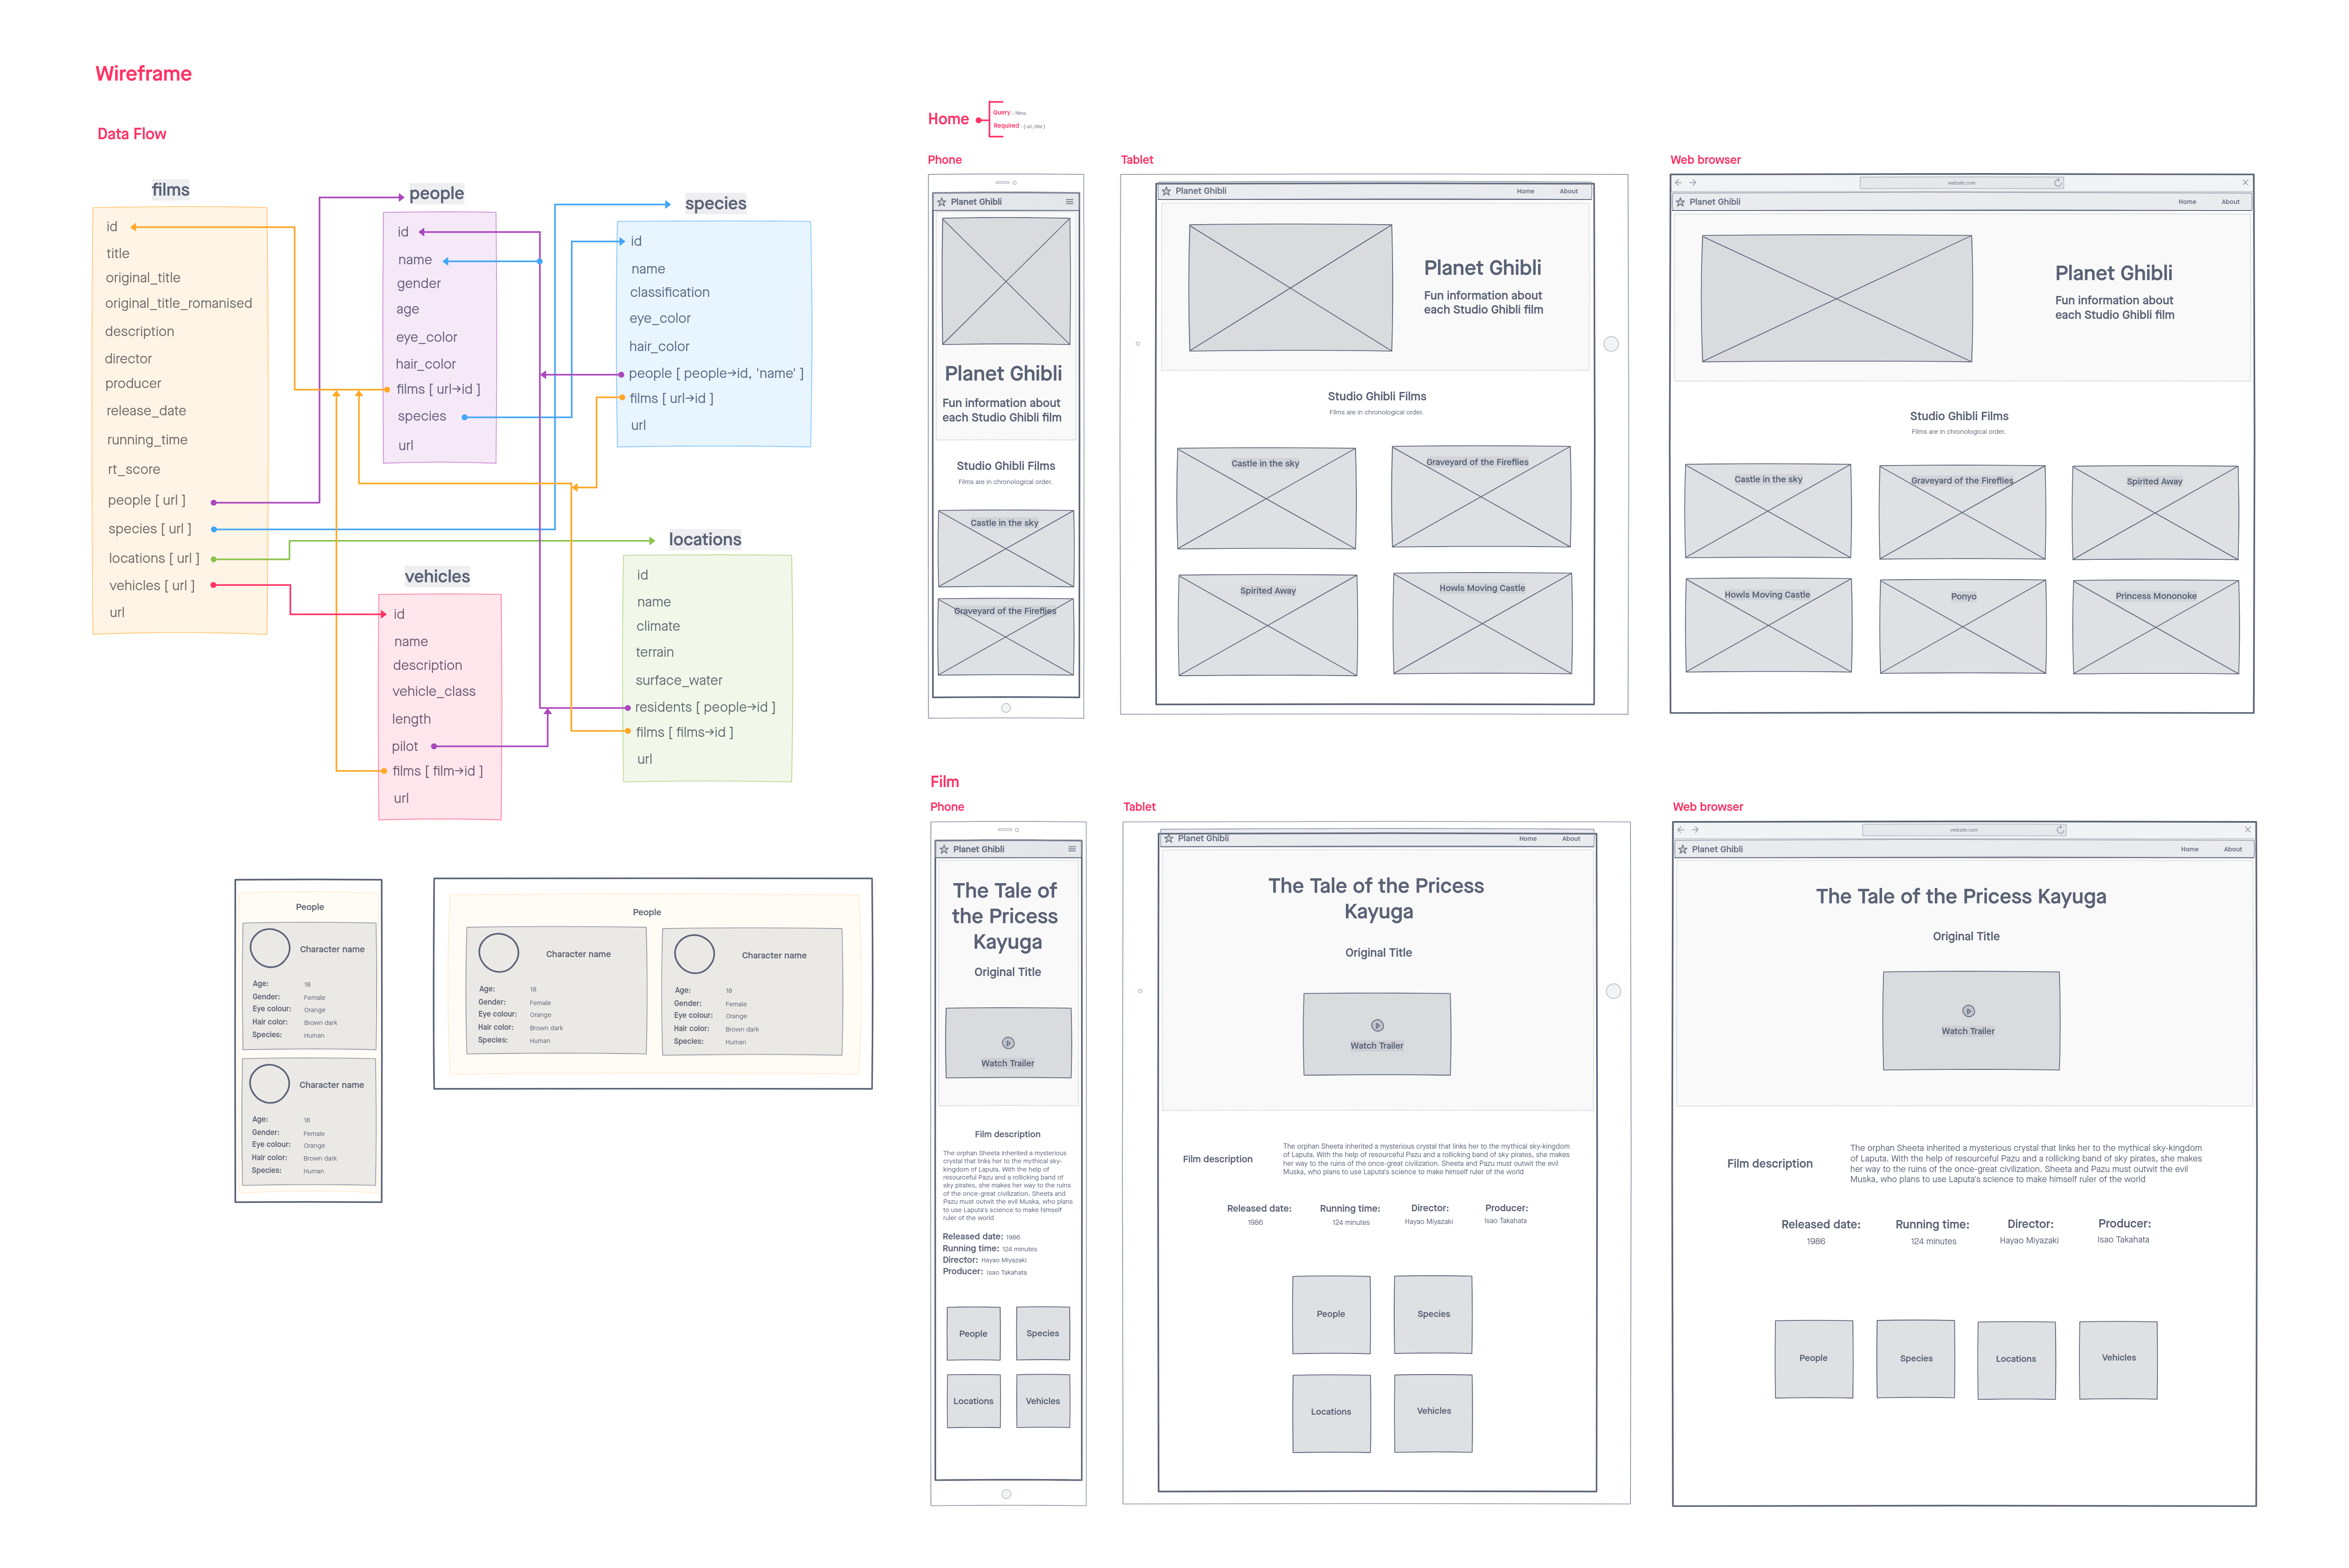 Wireframe
Data Flow
films
id
title
original_title
original_title_romanised
description
director
producer
release_date
running_time
rt_score
people [ url ]
species [ url ]
locations [ url ]
vehicles [ url ]
url
people
id
name
gender
age
eye_color
hair_color
films [ url→id ]
species
url
species
id
name
classification
eye_color
hair_color
people [ people→id, 'name' ]
films [ url→id ]
url
vehicles
id
name
description
vehicle_class
length
pilot
films [ film→id ]
url
locations
id
name
climate
terrain
surface_water
residents [ people→id ]
films [ films→id ]
url
People
Character name
Age: 18
Gender: Female
Eye colour: Orange
Hair color: Brown dark
Species: Human
Character name
Age: 18
Gender: Female
Eye colour: Orange
Hair color: Brown dark
Species: Human
People
Character name
Age: 18
Gender: Female
Eye colour: Orange
Hair color: Brown dark
Species: Human
Character name
Age: 18
Gender: Female
Eye colour: Orange
Hair color: Brown dark
Species: Human
Home
Query : /films
Required : [ url, title ]
Phone
Planet Ghibli
Planet Ghibli
Fun information about
each Studio Ghibli film
Studio Ghibli Films
Films are in chronological order.
Castle in the sky
Graveyard of the Fireflies
Tablet
Planet Ghibli Home About
Planet Ghibli
Fun information about
each Studio Ghibli film
Studio Ghibli Films
Films are in chronological order.
Castle in the sky
Graveyard of the Fireflies
Spirited Away
Howls Moving Castle
Web browser
website.com
Planet Ghibli Home About
Planet Ghibli
Fun information about
each Studio Ghibli film
Studio Ghibli Films
Films are in chronological order.
Castle in the sky
Graveyard of the Fireflies
Spirited Away
Howls Moving Castle
Ponyo
Princess Mononoke
Film
Phone
Planet Ghibli
The Tale of
the Pricess
Kayuga
Original Title
Watch Trailer
Film description
The orphan Sheeta inherited a mysterious
crystal that links her to the mythical sky-
kingdom of Laputa. With the help of
resourceful Pazu and a rollicking band of
sky pirates, she makes her way to the ruins
of the once-great civilization. Sheeta and
Pazu must outwit the evil Muska, who plans
to use Laputa's science to make himself
ruler of the world
Released date: 1986
Running time: 124 minutes
Director: Hayao Miyazaki
Producer: Isao Takahata
People
Species
Locations
Vehicles
Tablet
Planet Ghibli Home About
The Tale of the Pricess
Kayuga
Original Title
Watch Trailer
Film description
The orphan Sheeta inherited a mysterious crystal that links her to the mythical sky-kingdom
of Laputa. With the help of resourceful Pazu and a rollicking band of sky pirates, she makes
her way to the ruins of the once-great civilization. Sheeta and Pazu must outwit the evil
Muska, who plans to use Laputa's science to make himself ruler of the world
Released date: 1986
Running time: 124 minutes
Director: Hayao Miyazaki
Producer: Isao Takahata
People
Species
Locations
Vehicles
Web browser
website.com
Planet Ghibli Home About
The Tale of the Pricess Kayuga
Original Title
Watch Trailer
Film description
The orphan Sheeta inherited a mysterious crystal that links her to the mythical sky-kingdom
of Laputa. With the help of resourceful Pazu and a rollicking band of sky pirates, she makes
her way to the ruins of the once-great civilization. Sheeta and Pazu must outwit the evil
Muska, who plans to use Laputa's science to make himself ruler of the world
Released date: 1986
Running time: 124 minutes
Director: Hayao Miyazaki
Producer: Isao Takahata
People
Species
Locations
Vehicles